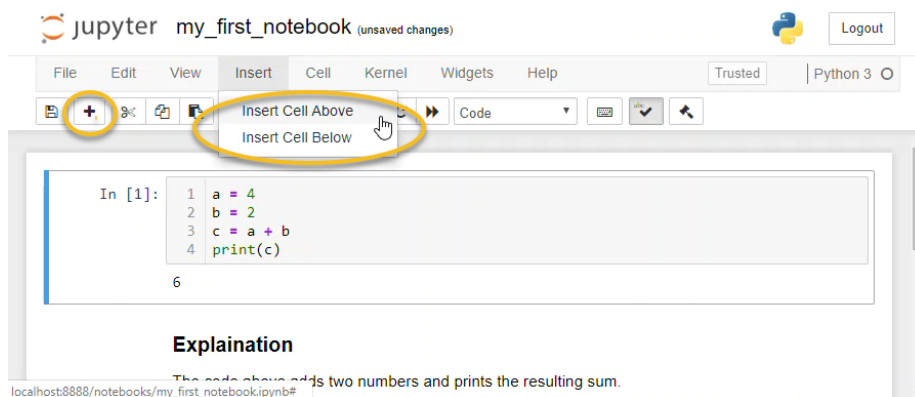 jupyter my_first_notebook (unsaved changes) Logout
File Edit View Insert Cell Kernel Widgets Help Trusted Python 3
Code
Insert Cell Above
Insert Cell Below
In [1]:
1 a = 4
2 b = 2
3 c = a + b
4 print(c)
6
Explaination
The code above adds two numbers and prints the resulting sum.
localhost:8888/notebooks/my_first_notebook.ipynb#